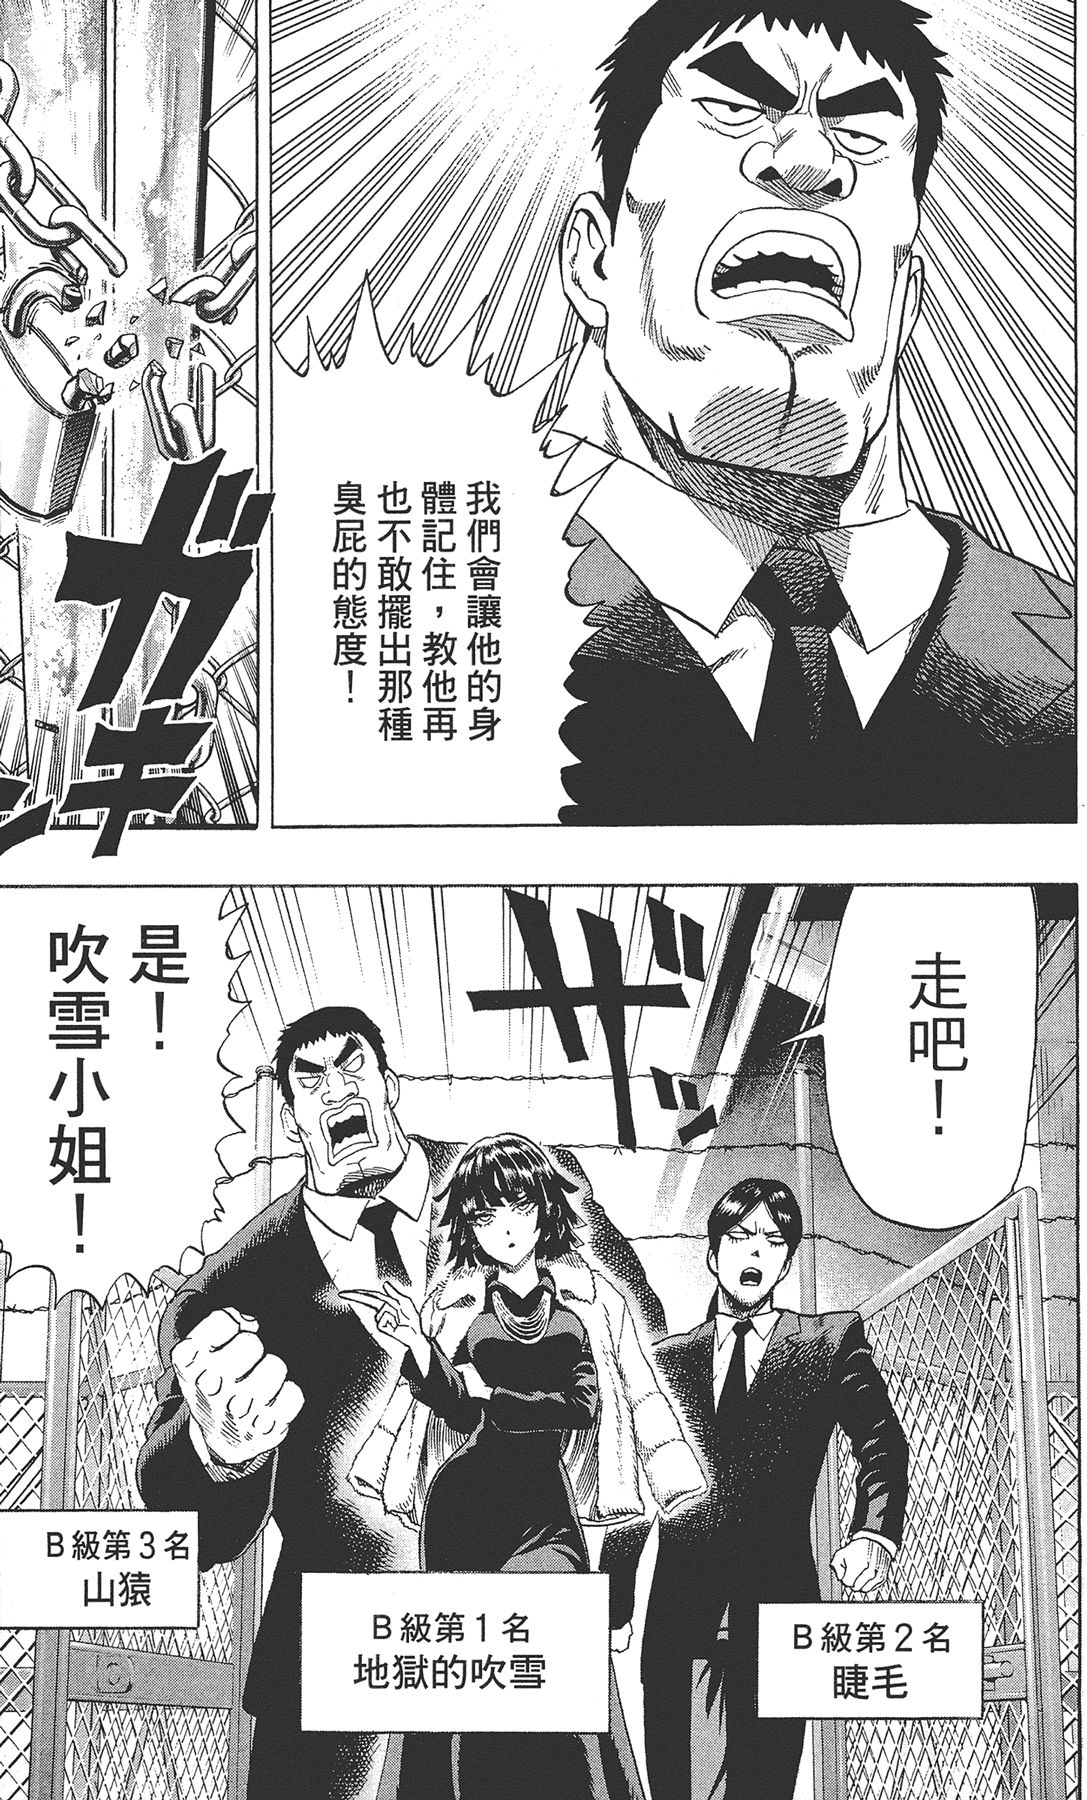 我們會讓他的身
體記住，教他再
也不敢擺出那種
臭屁的態度！
ガキン
走吧！
ザッ
是！
吹雪小姐！
B級第2名
睫毛
B級第1名
地獄的吹雪
B級第3名
山猿